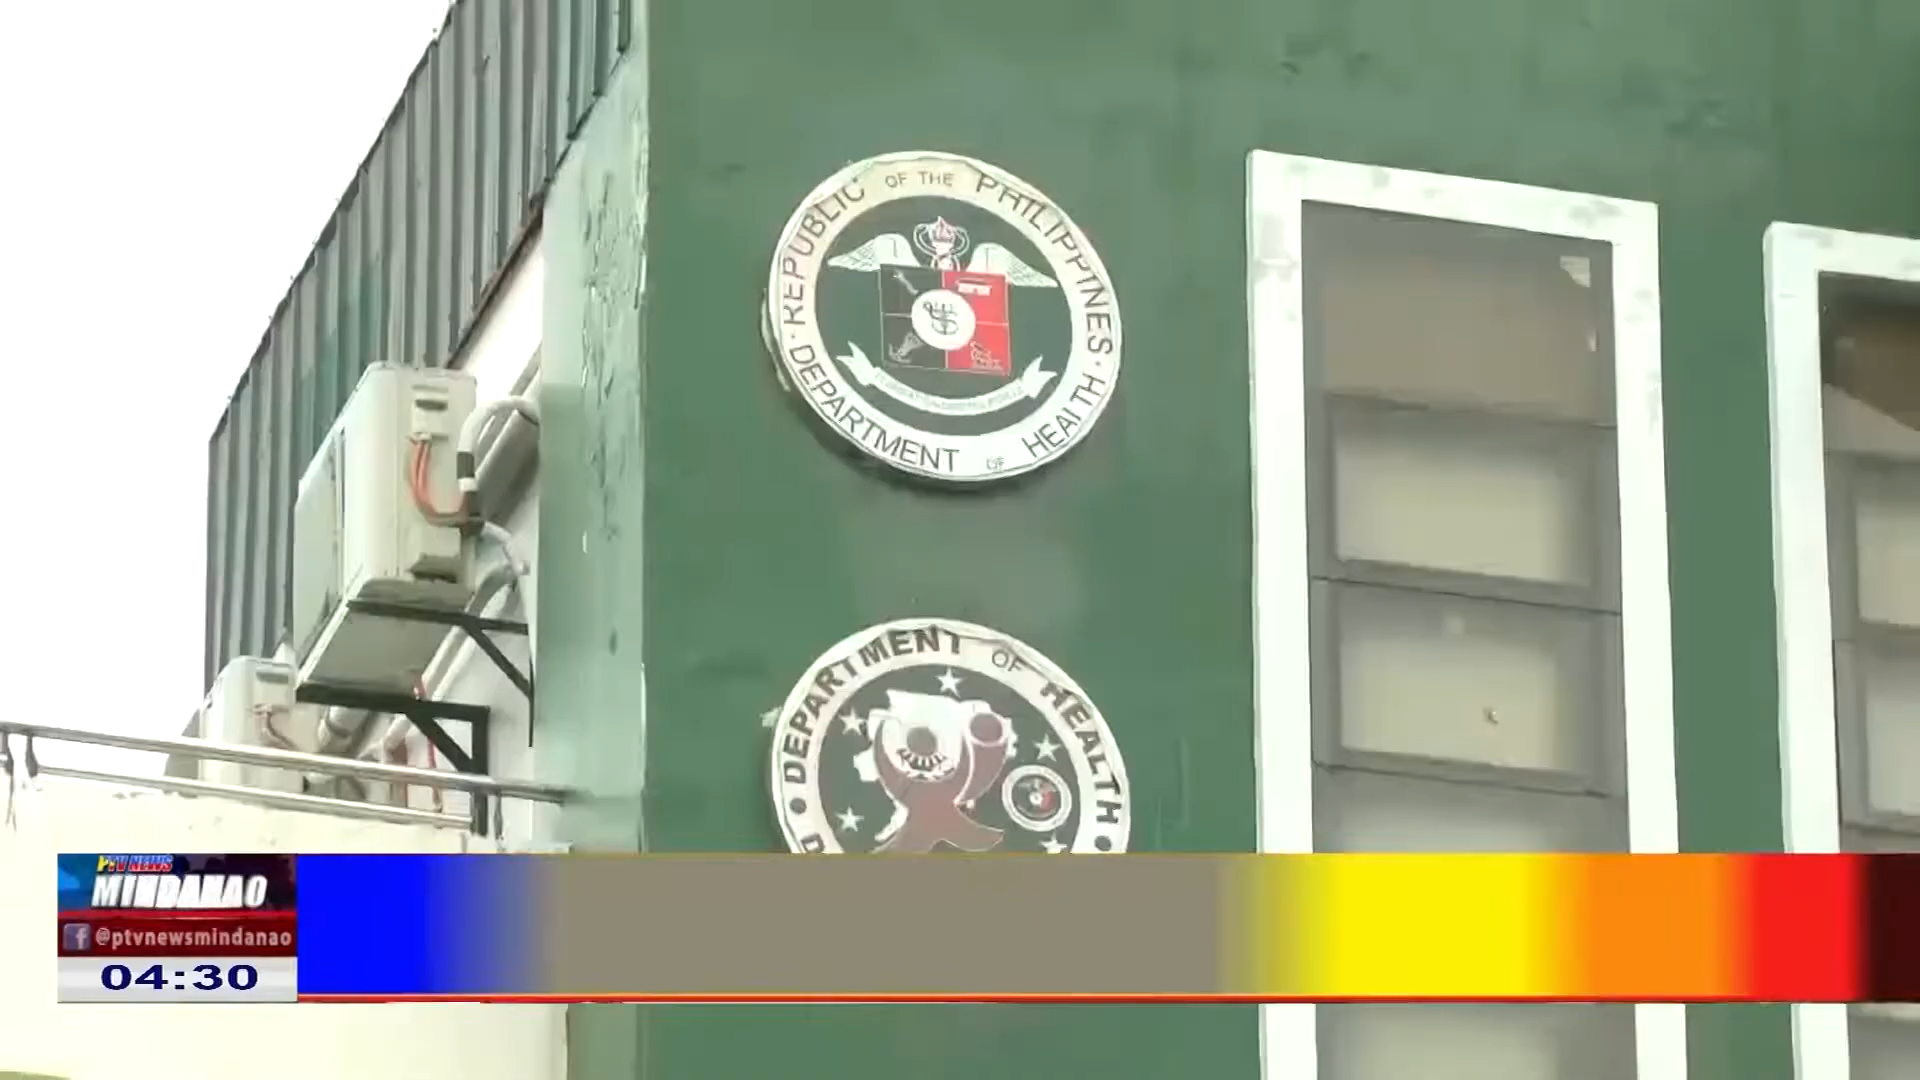 REPUBLIC OF THE PHILIPPINES
DEPARTMENT OF HEALTH
DEPARTMENT OF HEALTH
PTV NEWS
MINDANAO
@ptvnewsmindanao
04:30